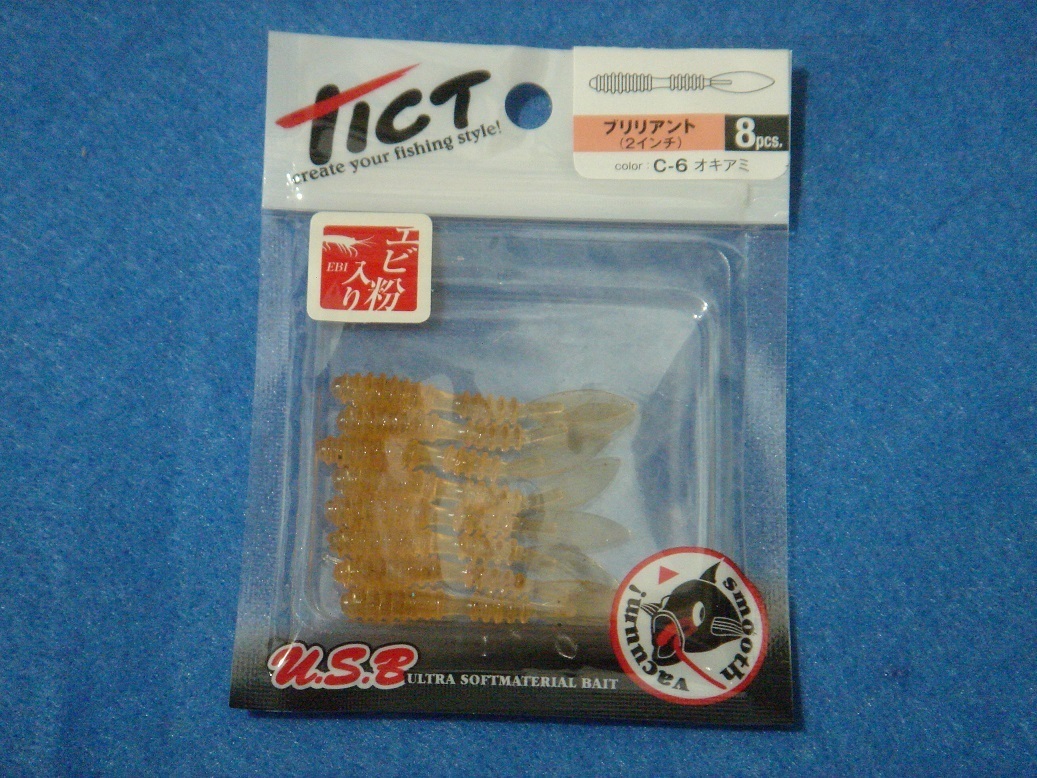 TICT
create your fishing style!
ブリリアント
(2インチ)
8pcs.
color : C-6 オキアミ
エビ粉入り
EBI
smooth
vacuum!
U.S.B
ULTRA SOFTMATERIAL BAIT